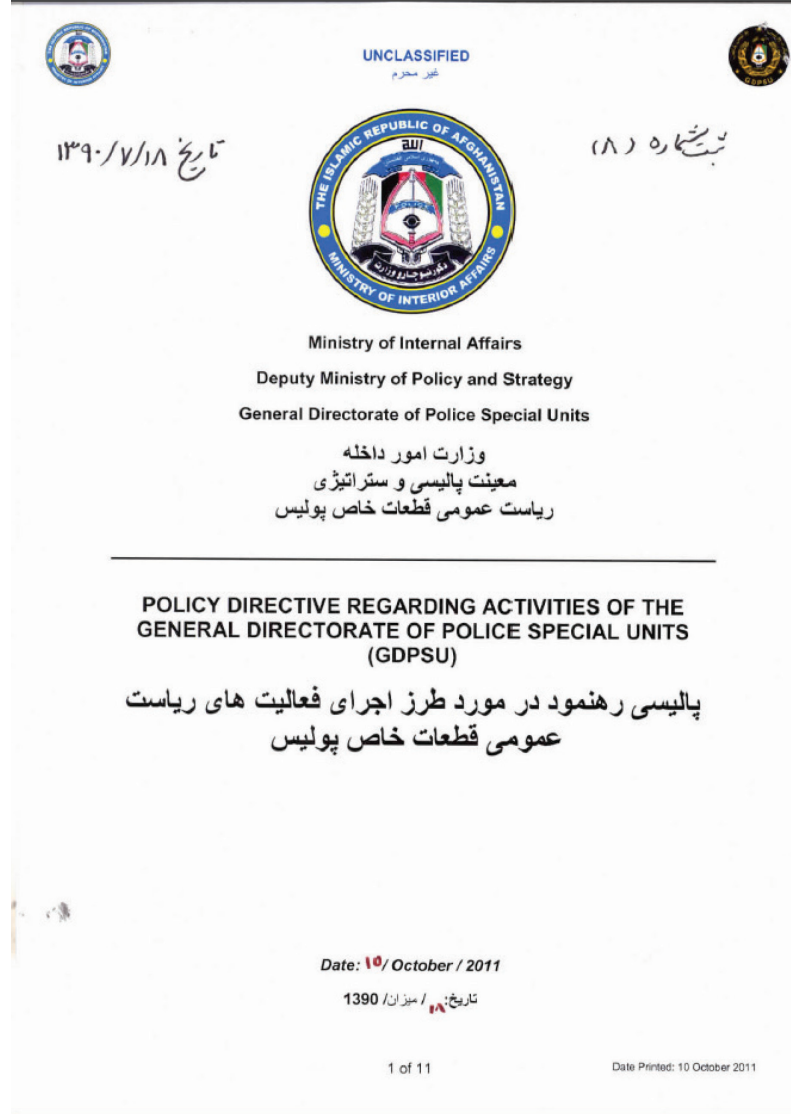 UNCLASSIFIED
غیر محرم
GDPSU
ثبت شماره (۸)
تاریخ ۱۳۹۰/۷/۱۸
THE ISLAMIC REPUBLIC OF AFGHANISTAN
MINISTRY OF INTERIOR AFFAIRS
Ministry of Internal Affairs
Deputy Ministry of Policy and Strategy
General Directorate of Police Special Units
وزارت امور داخله
معینت پالیسی و ستراتیژی
ریاست عمومی قطعات خاص پولیس
POLICY DIRECTIVE REGARDING ACTIVITIES OF THE
GENERAL DIRECTORATE OF POLICE SPECIAL UNITS
(GDPSU)
پالیسی رهنمود در مورد طرز اجرای فعالیت های ریاست
عمومی قطعات خاص پولیس
Date: 10/ October / 2011
تاریخ: ۱۸ / میزان/ 1390
1 of 11
Date Printed: 10 October 2011